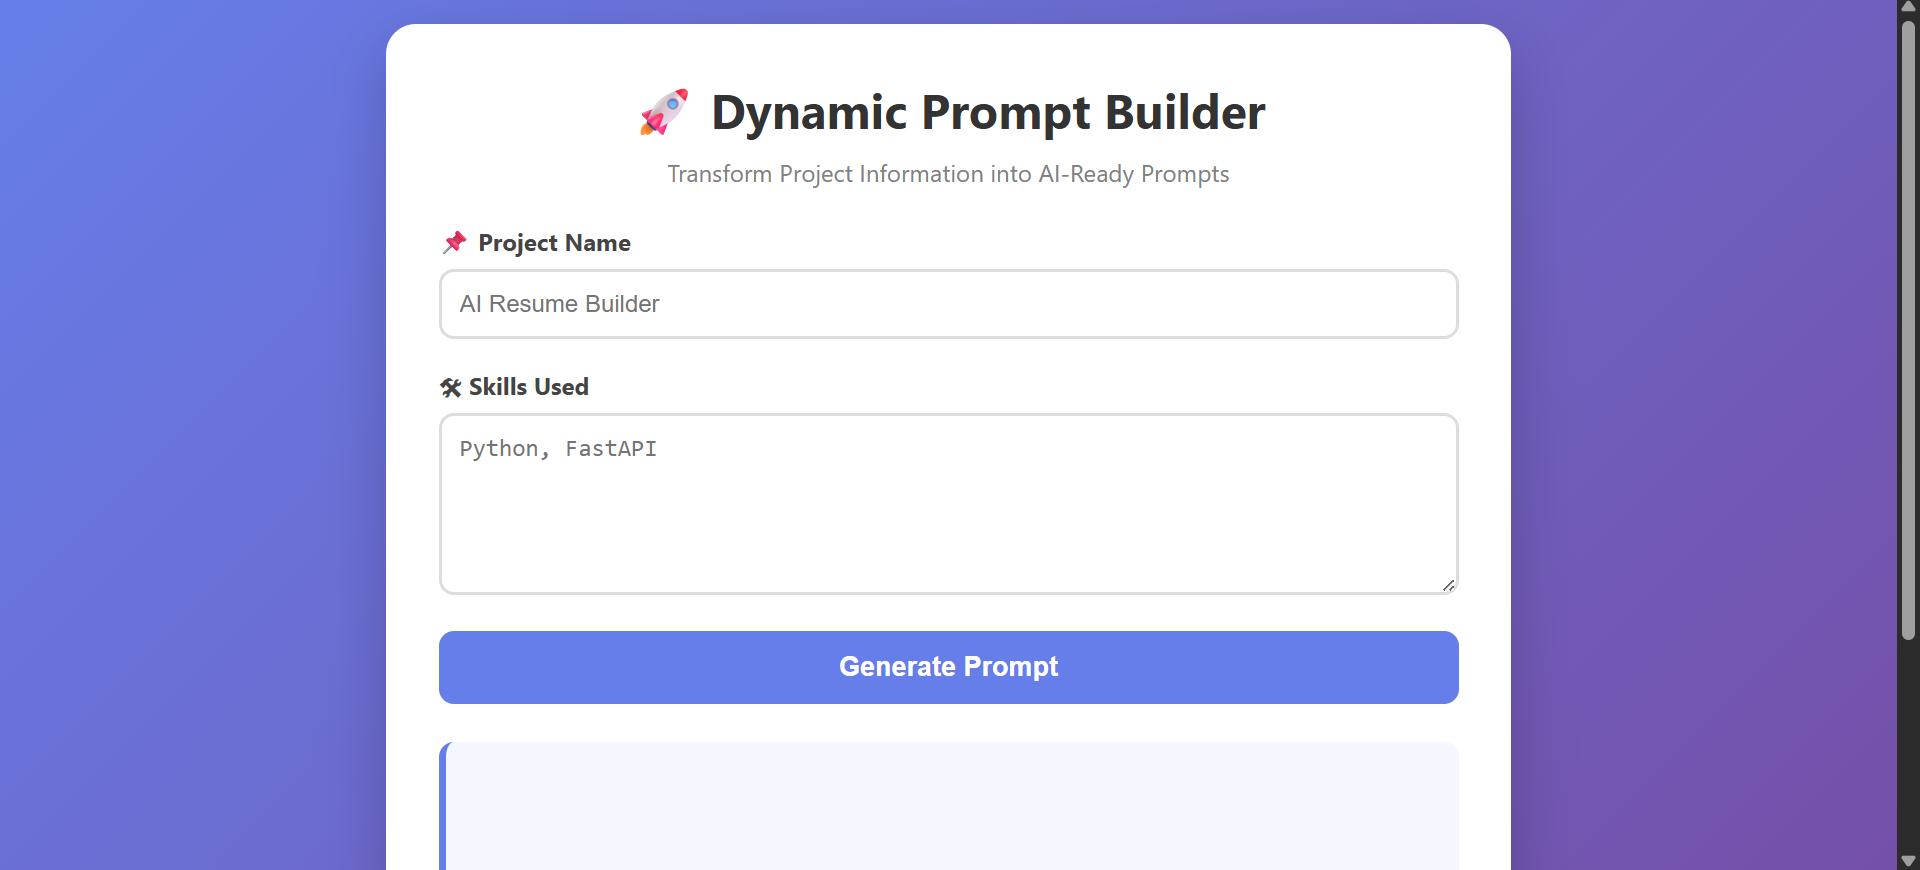 🚀 Dynamic Prompt Builder
Transform Project Information into AI-Ready Prompts
📌 Project Name
AI Resume Builder
🛠 Skills Used
Python, FastAPI
Generate Prompt